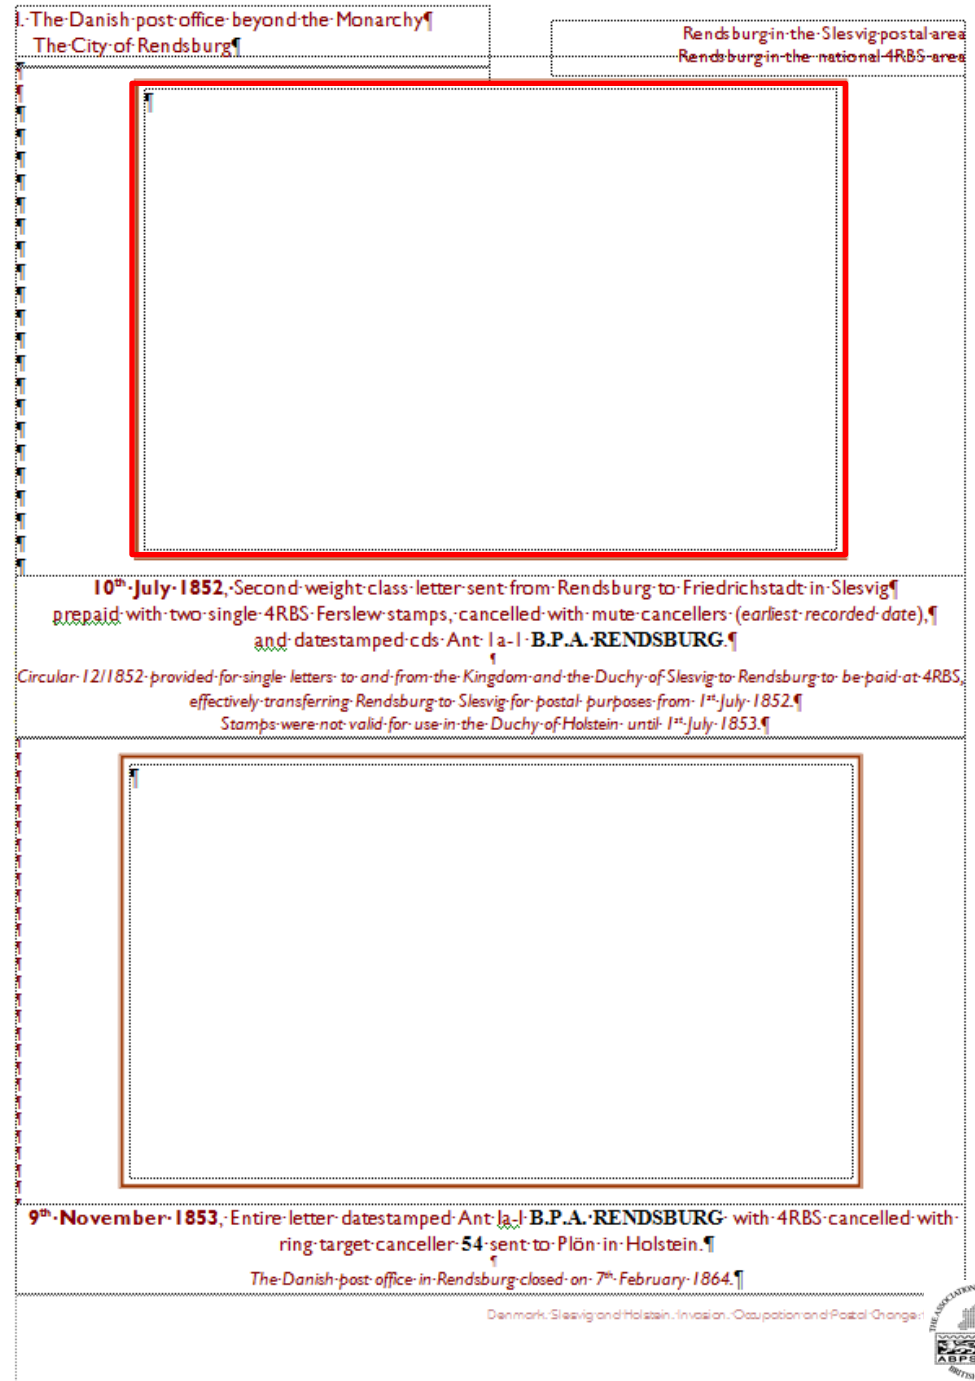 I. The Danish post office beyond the Monarchy¶
The City of Rendsburg¶
Rendsburg in the Slesvig postal area
Rendsburg in the national 4RBS area
10th July 1852, Second weight class letter sent from Rendsburg to Friedrichstadt in Slesvig¶
prepaid with two single 4RBS Ferslew stamps, cancelled with mute cancellers (earliest recorded date),¶
and datestamped cds Ant 1a-1 B.P.A. RENDSBURG.¶
Circular 12/1852 provided for single letters to and from the Kingdom and the Duchy of Slesvig to Rendsburg to be paid at 4RBS,
effectively transferring Rendsburg to Slesvig for postal purposes from 1st July 1852.¶
Stamps were not valid for use in the Duchy of Holstein until 1st July 1853.¶
9th November 1853, Entire letter datestamped Ant Ia-I B.P.A. RENDSBURG with 4RBS cancelled with
ring target canceller 54 sent to Plön in Holstein.¶
The Danish post office in Rendsburg closed on 7th February 1864.¶
Denmark, Slesvig and Holstein. Invasion, Occupation and Postal Change
THE ASSOCIATION
ABPS
BRITIS